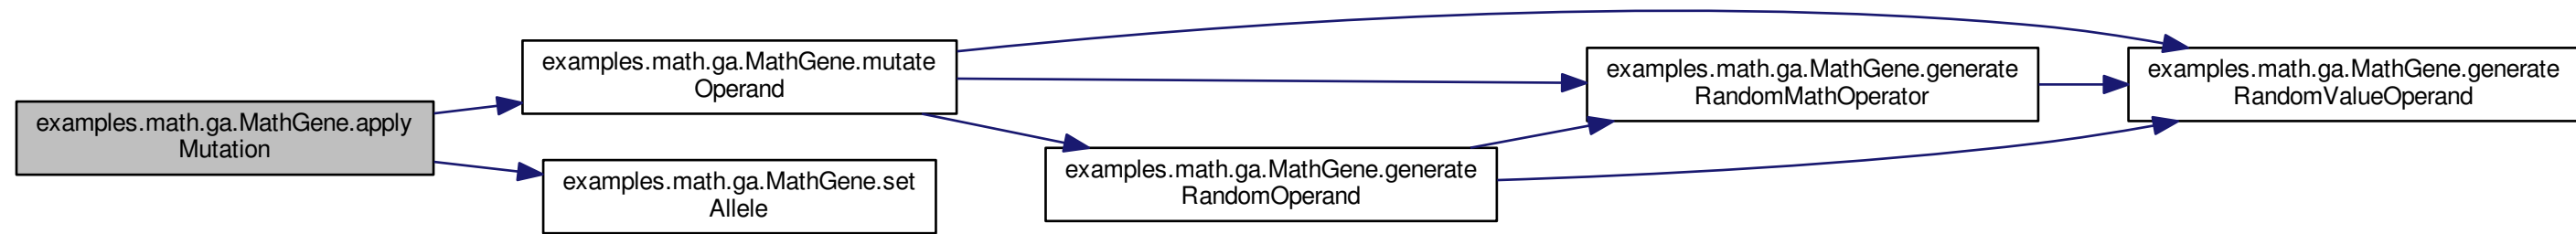 examples.math.ga.MathGene.apply
Mutation
examples.math.ga.MathGene.mutate
Operand
examples.math.ga.MathGene.set
Allele
examples.math.ga.MathGene.generate
RandomOperand
examples.math.ga.MathGene.generate
RandomMathOperator
examples.math.ga.MathGene.generate
RandomValueOperand